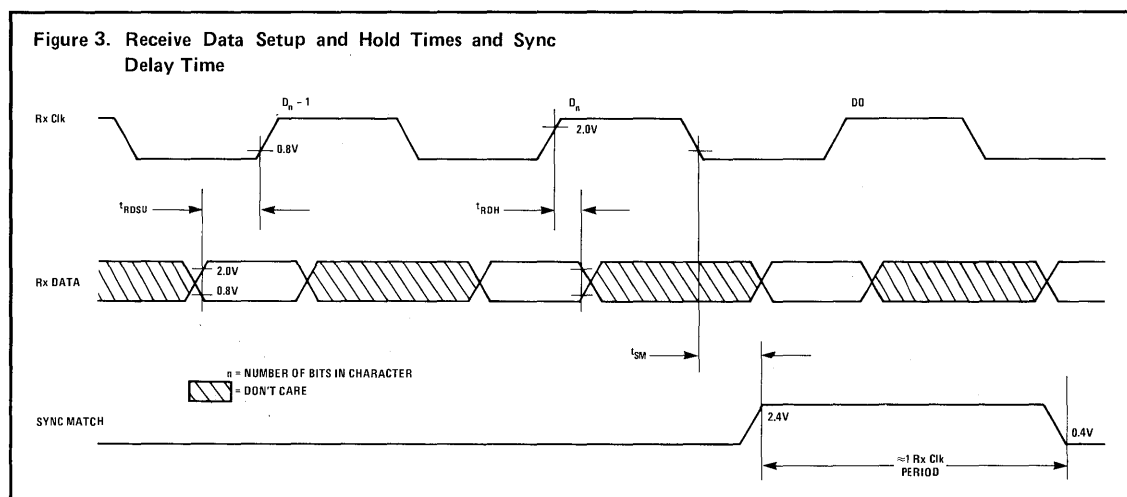 Figure 3. Receive Data Setup and Hold Times and Sync
Delay Time
Dn - 1
Dn
D0
Rx Clk
2.0V
0.8V
tRDSU
tRDH
Rx DATA
2.0V
0.8V
tSM
n = NUMBER OF BITS IN CHARACTER
= DON'T CARE
SYNC MATCH
2.4V
0.4V
≈1 Rx Clk
PERIOD